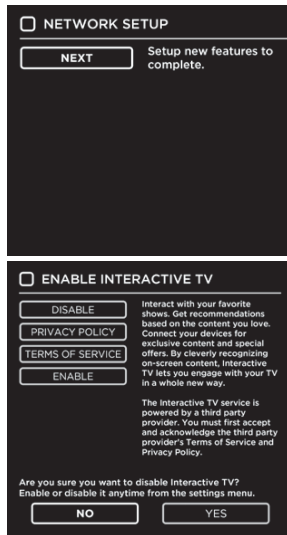 NETWORK SETUP
NEXT
Setup new features to
complete.
ENABLE INTERACTIVE TV
DISABLE
PRIVACY POLICY
TERMS OF SERVICE
ENABLE
Interact with your favorite
shows. Get recommendations
based on the content you love.
Connect your devices for
exclusive content and special
offers. By cleverly recognizing
on-screen content, Interactive
TV lets you engage with your TV
in a whole new way.
The Interactive TV service is
powered by a third party
provider. You must first accept
and acknowledge the third party
provider's Terms of Service and
Privacy Policy.
Are you sure you want to disable Interactive TV?
Enable or disable it anytime from the settings menu.
NO
YES